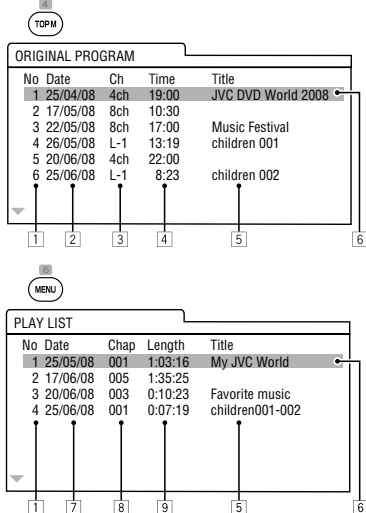 4
TOPM
ORIGINAL PROGRAM
No Date Ch Time Title
1 25/04/08 4ch 19:00 JVC DVD World 2008
2 17/05/08 8ch 10:30
3 22/05/08 8ch 17:00 Music Festival
4 26/05/08 L-1 13:19 children 001
5 20/06/08 4ch 22:00
6 25/06/08 L-1 8:23 children 002
1 2 3 4 5 6
6
MENU
PLAY LIST
No Date Chap Length Title
1 25/05/08 001 1:03:16 My JVC World
2 17/06/08 005 1:35:25
3 20/06/08 003 0:10:23 Favorite music
4 25/06/08 001 0:07:19 children001-002
1 7 8 9 5 6